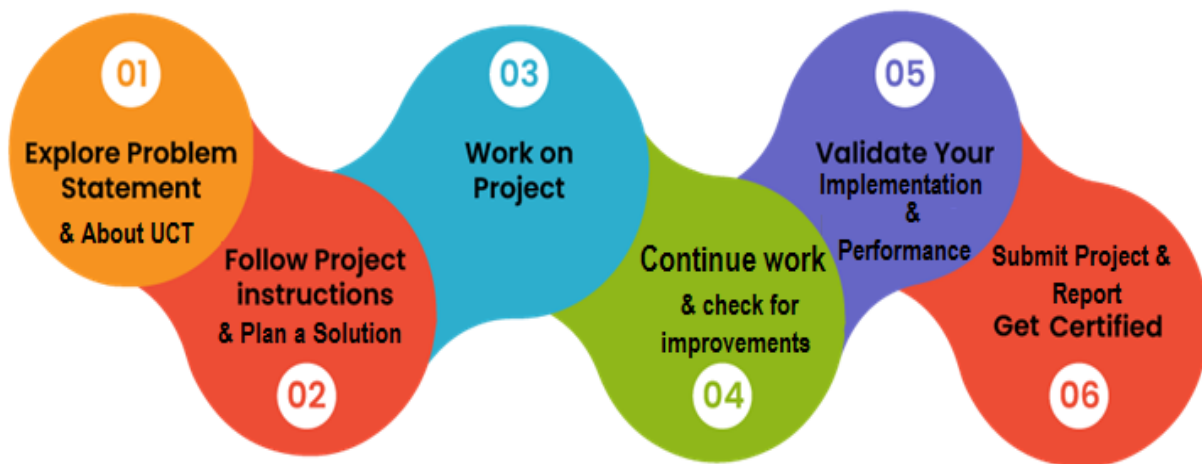 01
Explore Problem
Statement
& About UCT
Follow Project
instructions
& Plan a Solution
02
03
Work on
Project
Continue work
& check for
improvements
04
05
Validate Your
Implementation
&
Performance
Submit Project &
Report
Get Certified
06